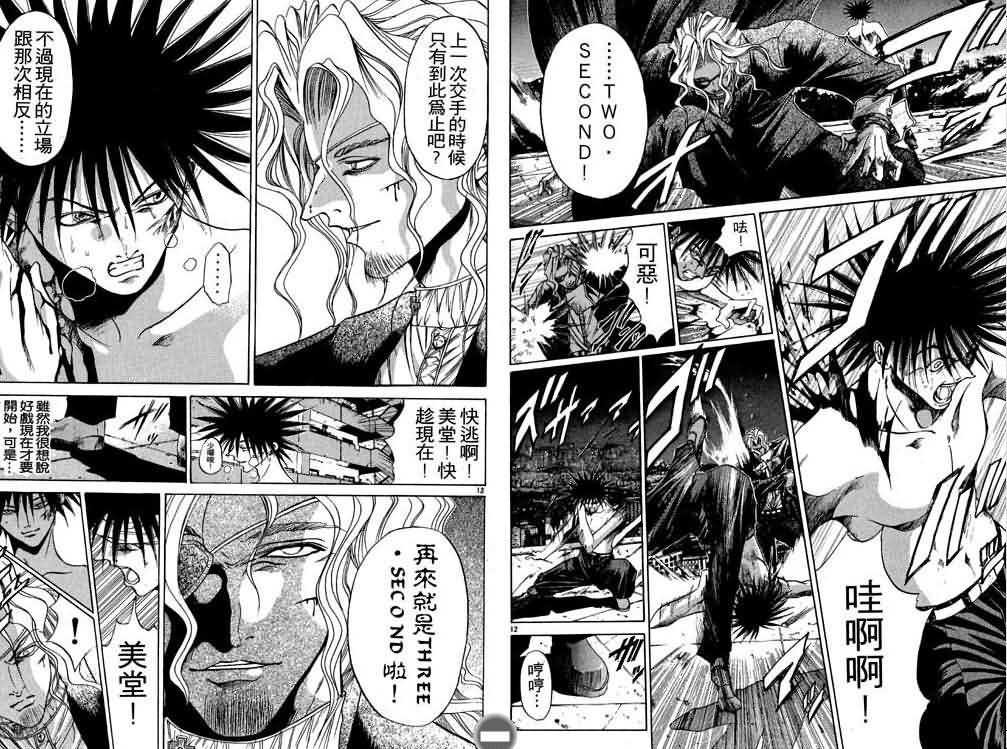 ……TWO.
SECOND!
呿!
可惡!
哇啊啊!
哼哼…
12
上一次交手的時候
只有到此爲止吧?
不過現在的立場
跟那次相反……
……
快逃啊!
美堂!快
趁現在!
雖然我很想說
好戲現在才要
開始,可是…
13
再來就是THREE
.SECOND啦!
美堂!
!